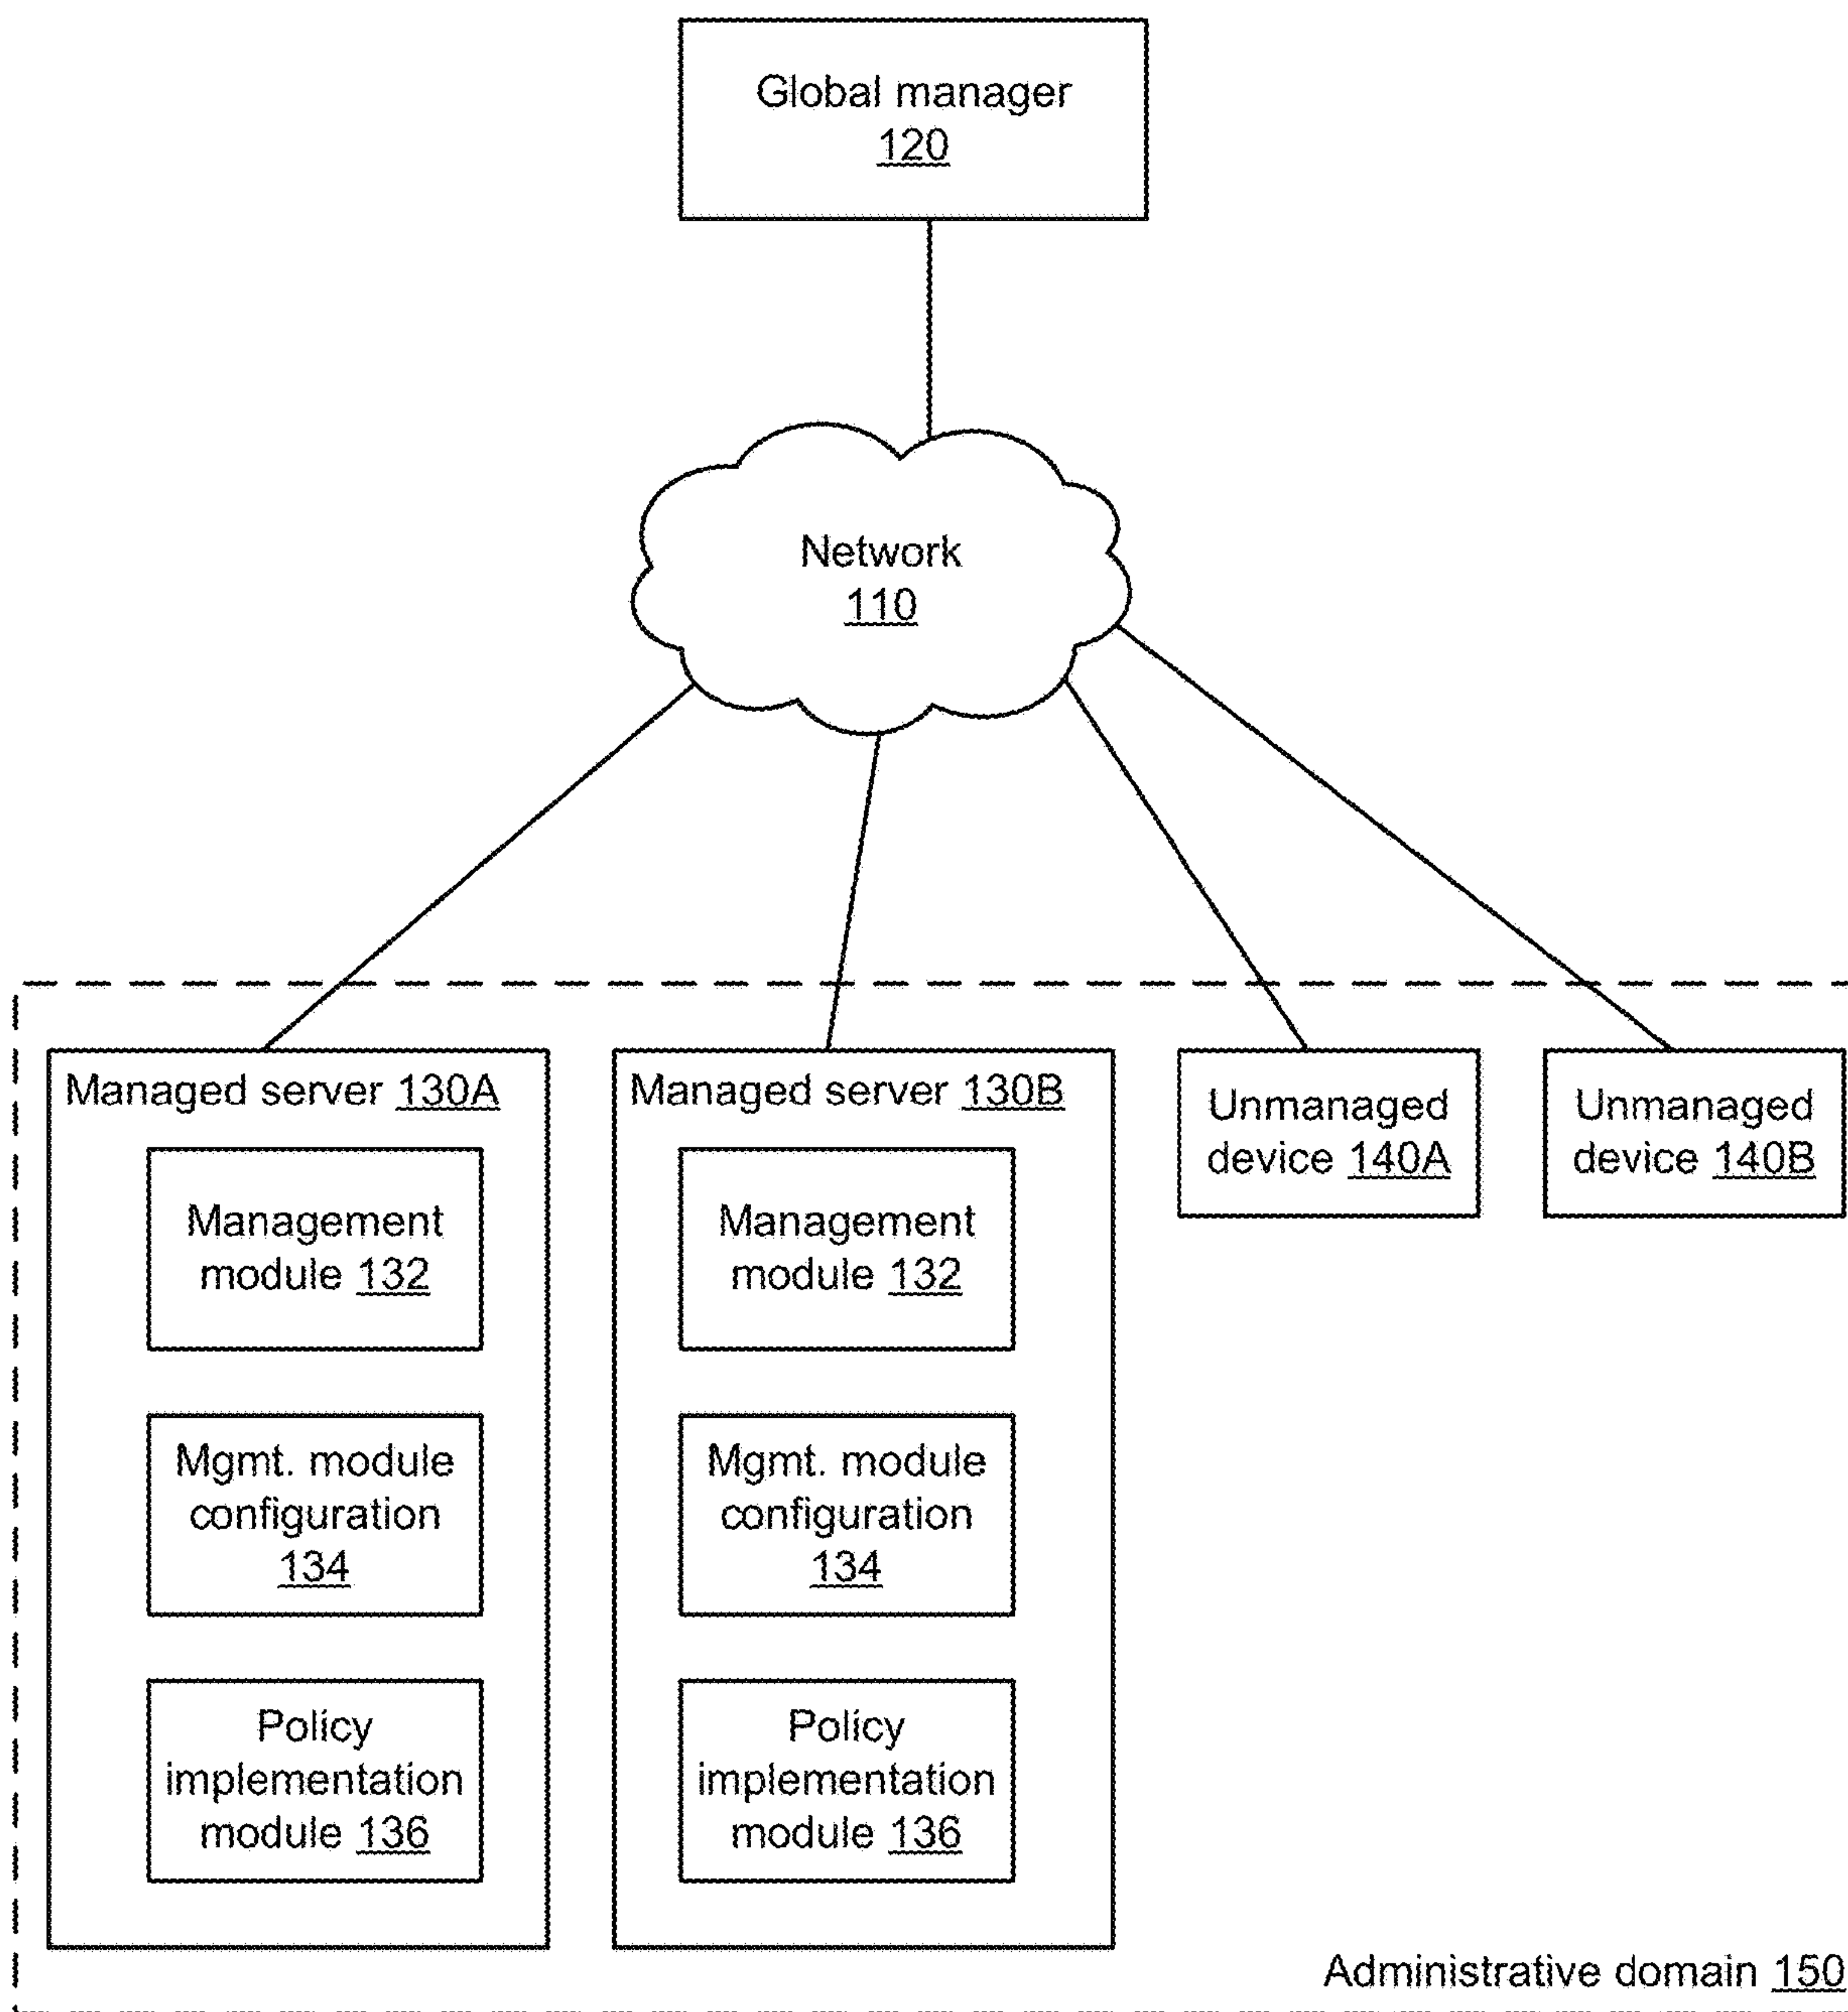 Global manager
120
Network
110
Managed server 130A
Management
module 132
Mgmt. module
configuration
134
Policy
implementation
module 136
Managed server 130B
Management
module 132
Mgmt. module
configuration
134
Policy
implementation
module 136
Unmanaged
device 140A
Unmanaged
device 140B
Administrative domain 150